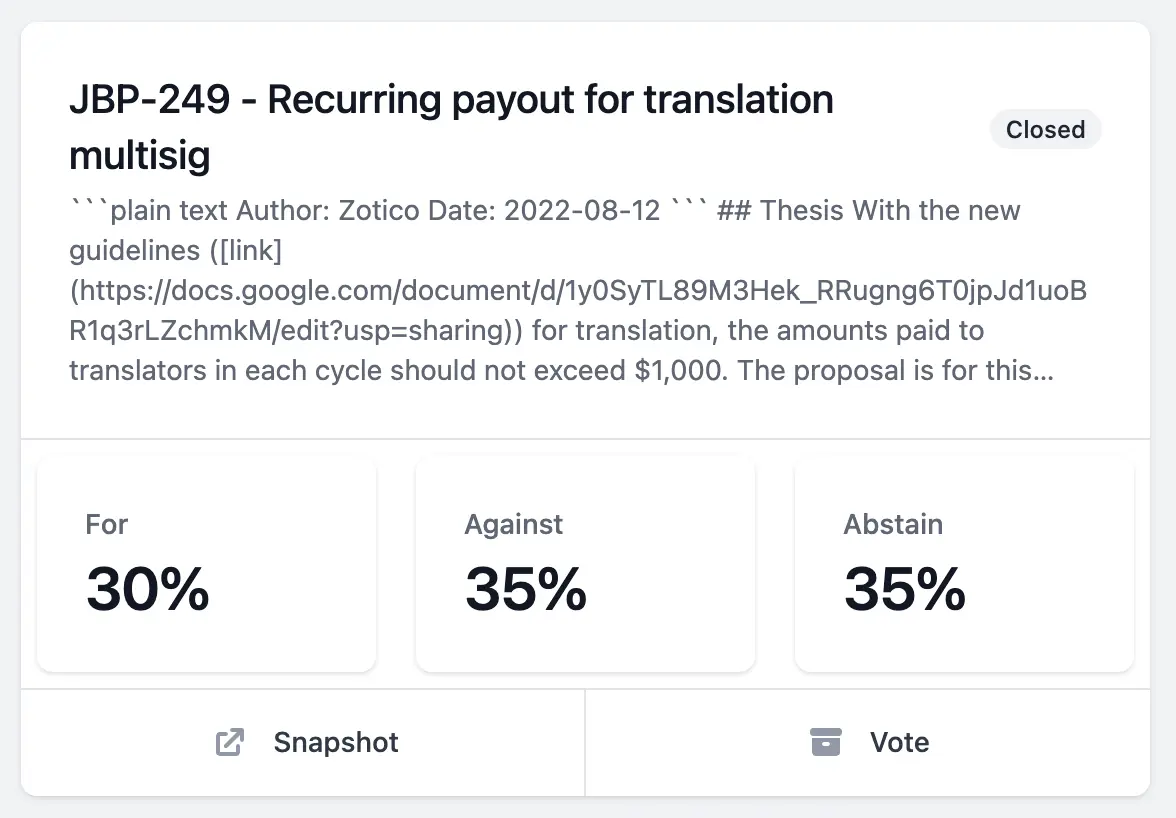 JBP-249 - Recurring payout for translation
multisig
Closed
```plain text Author: Zotico Date: 2022-08-12 ``` ## Thesis With the new
guidelines ([link]
(https://docs.google.com/document/d/1y0SyTL89M3Hek_RRugng6T0jpJd1uoB
R1q3rLZchmkM/edit?usp=sharing)) for translation, the amounts paid to
translators in each cycle should not exceed $1,000. The proposal is for this...
For
30%
Against
35%
Abstain
35%
Snapshot
Vote